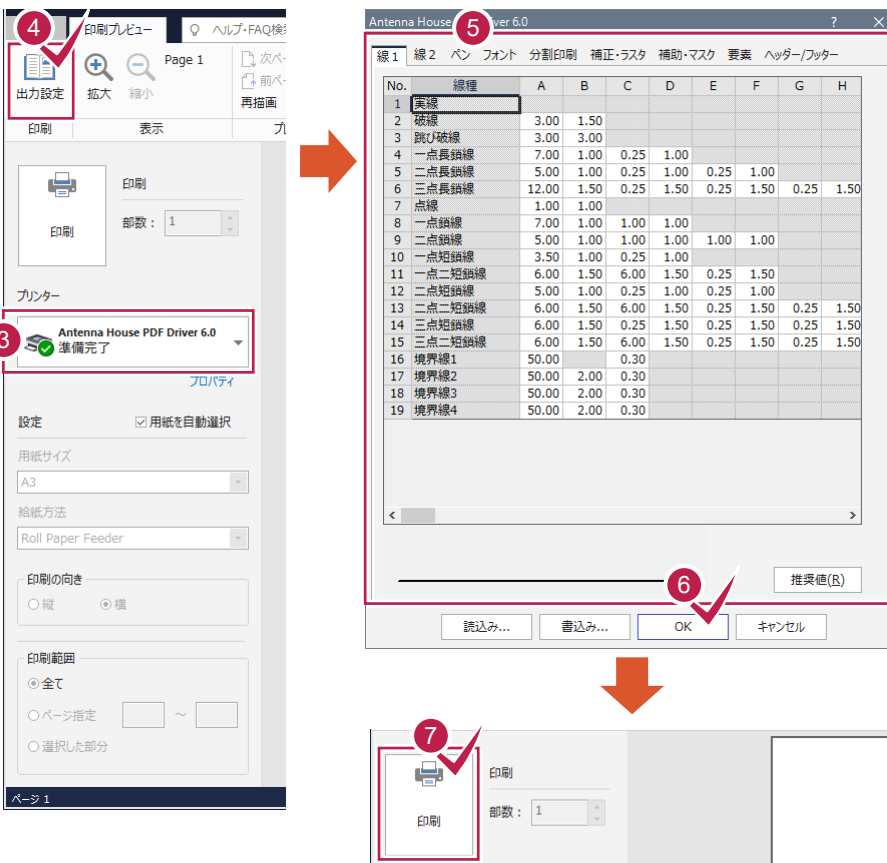 4
印刷プレビュー ヘルプ・FAQ検
出力設定 拡大 縮小 Page 1 次ペ
前ペ
再描画
印刷 表示 プ
印刷
印刷
部数： 1
プリンター
3
Antenna House PDF Driver 6.0
準備完了
プロパティ
設定 用紙を自動選択
用紙サイズ
A3
給紙方法
Roll Paper Feeder
印刷の向き
縦 横
印刷範囲
全て
ページ指定 ～
選択した部分
ページ 1
Antenna House Driver 6.0 ? ×
5
線1 線2 ペン フォント 分割印刷 補正・ラスタ 補助・マスク 要素 ヘッダー/フッター
No. 線種 A B C D E F G H
1 実線
2 破線 3.00 1.50
3 跳び破線 3.00 3.00
4 一点長鎖線 7.00 1.00 0.25 1.00
5 二点長鎖線 5.00 1.00 0.25 1.00 0.25 1.00
6 三点長鎖線 12.00 1.50 0.25 1.50 0.25 1.50 0.25 1.50
7 点線 1.00 1.00
8 一点鎖線 7.00 1.00 1.00 1.00
9 二点鎖線 5.00 1.00 1.00 1.00 1.00 1.00
10 一点短鎖線 3.50 1.00 0.25 1.00
11 一点二短鎖線 6.00 1.50 6.00 1.50 0.25 1.50
12 二点短鎖線 5.00 1.00 0.25 1.00 0.25 1.00
13 二点二短鎖線 6.00 1.50 6.00 1.50 0.25 1.50 0.25 1.50
14 三点短鎖線 6.00 1.50 0.25 1.50 0.25 1.50 0.25 1.50
15 三点二短鎖線 6.00 1.50 6.00 1.50 0.25 1.50 0.25 1.50
16 境界線1 50.00 0.30
17 境界線2 50.00 2.00 0.30
18 境界線3 50.00 2.00 0.30
19 境界線4 50.00 2.00 0.30
推奨値(R)
6
読込み... 書込み... OK キャンセル
7
印刷
印刷
部数： 1